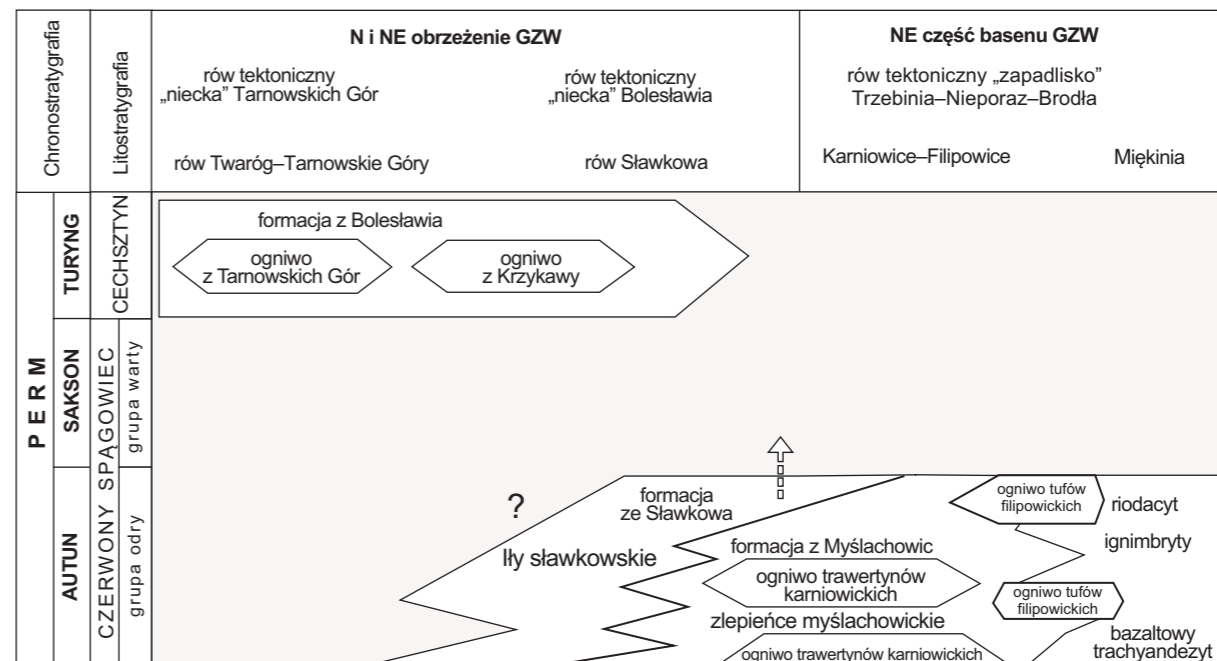 Chronostratygrafia
Litostratygrafia
N i NE obrzeżenie GZW
rów tektoniczny
„niecka” Tarnowskich Gór
rów tektoniczny
„niecka” Bolesławia
rów Twaróg–Tarnowskie Góry
rów Sławkowa
NE część basenu GZW
rów tektoniczny „zapadlisko”
Trzebinia–Nieporaz–Brodła
Karniowice–Filipowice
Miękinia
PERM
TURYNG
CECHSZTYN
formacja z Bolesławia
ogniwo
z Tarnowskich Gór
ogniwo
z Krzykawy
SAKSON
CZERWONY SPĄGOWIEC
grupa warty
AUTUN
grupa odry
?
formacja
ze Sławkowa
Iły sławkowskie
formacja z Myślachowic
ogniwo trawertynów
karniowickich
zlepieńce myślachowickie
ogniwo trawertynów karniowickich
ogniwo tufów
filipowickich
riodacyt
ignimbryty
ogniwo tufów
filipowickich
bazaltowy
trachyandezyt